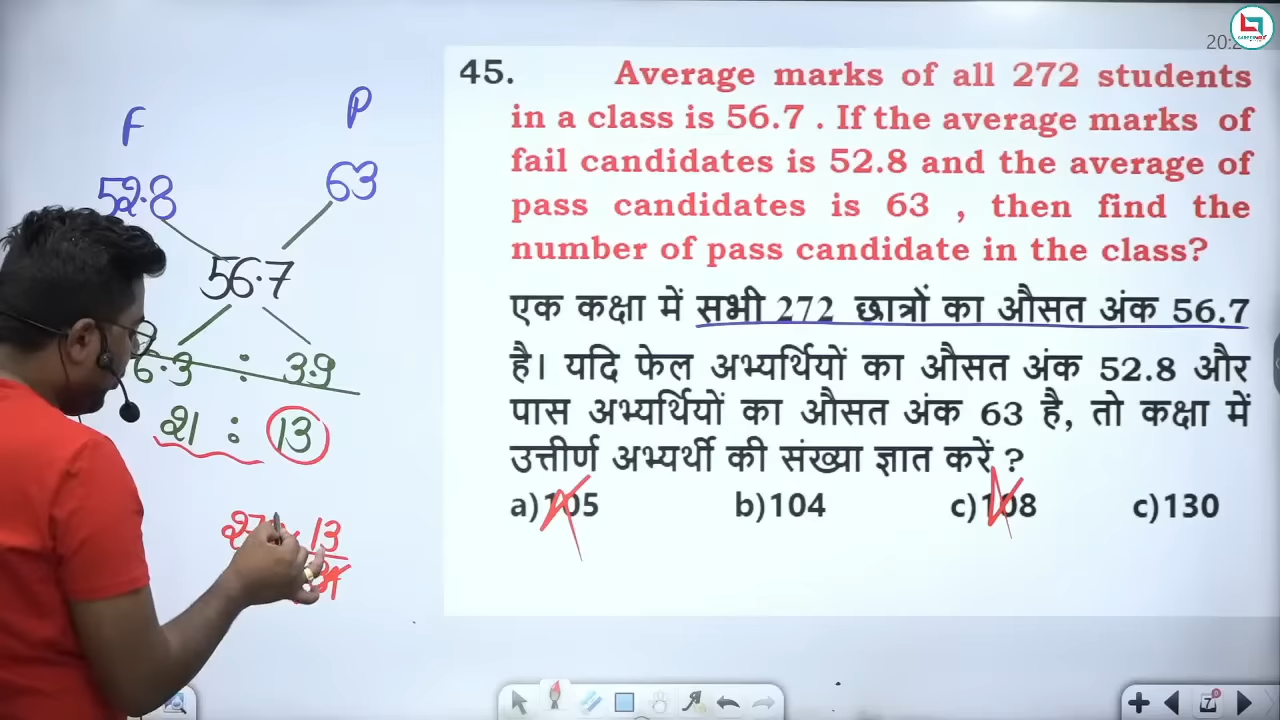 45. Average marks of all 272 students
in a class is 56.7 . If the average marks of
fail candidates is 52.8 and the average of
pass candidates is 63 , then find the
number of pass candidate in the class?
एक कक्षा में सभी 272 छात्रों का औसत अंक 56.7
है। यदि फेल अभ्यर्थियों का औसत अंक 52.8 और
पास अभ्यर्थियों का औसत अंक 63 है, तो कक्षा में
उत्तीर्ण अभ्यर्थी की संख्या ज्ञात करें ?
a)105 b)104 c)108 c)130
F P
52.8 63
56.7
6.3 : 3.9
21 : 13
13